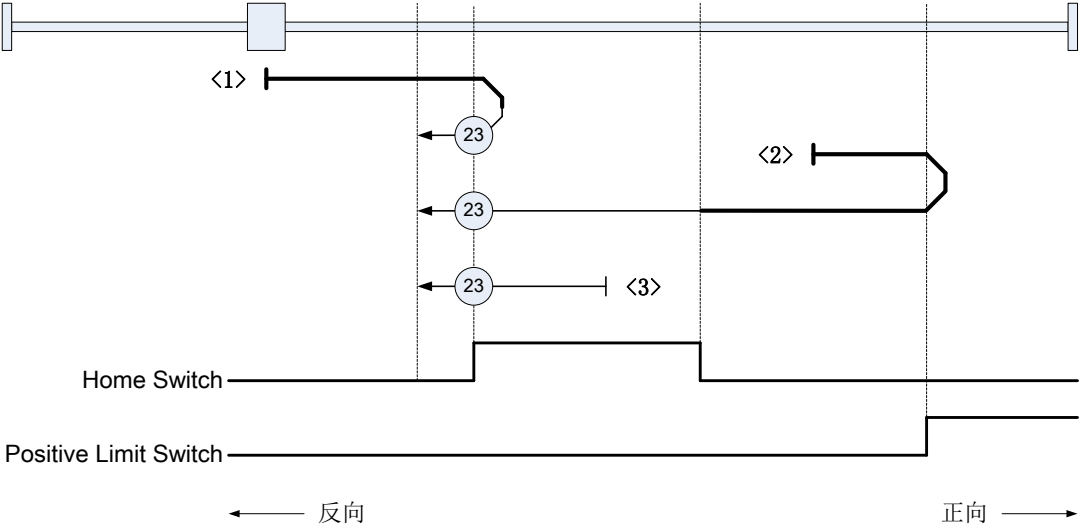 <1>
23
<2>
23
23 <3>
Home Switch
Positive Limit Switch
反向 正向